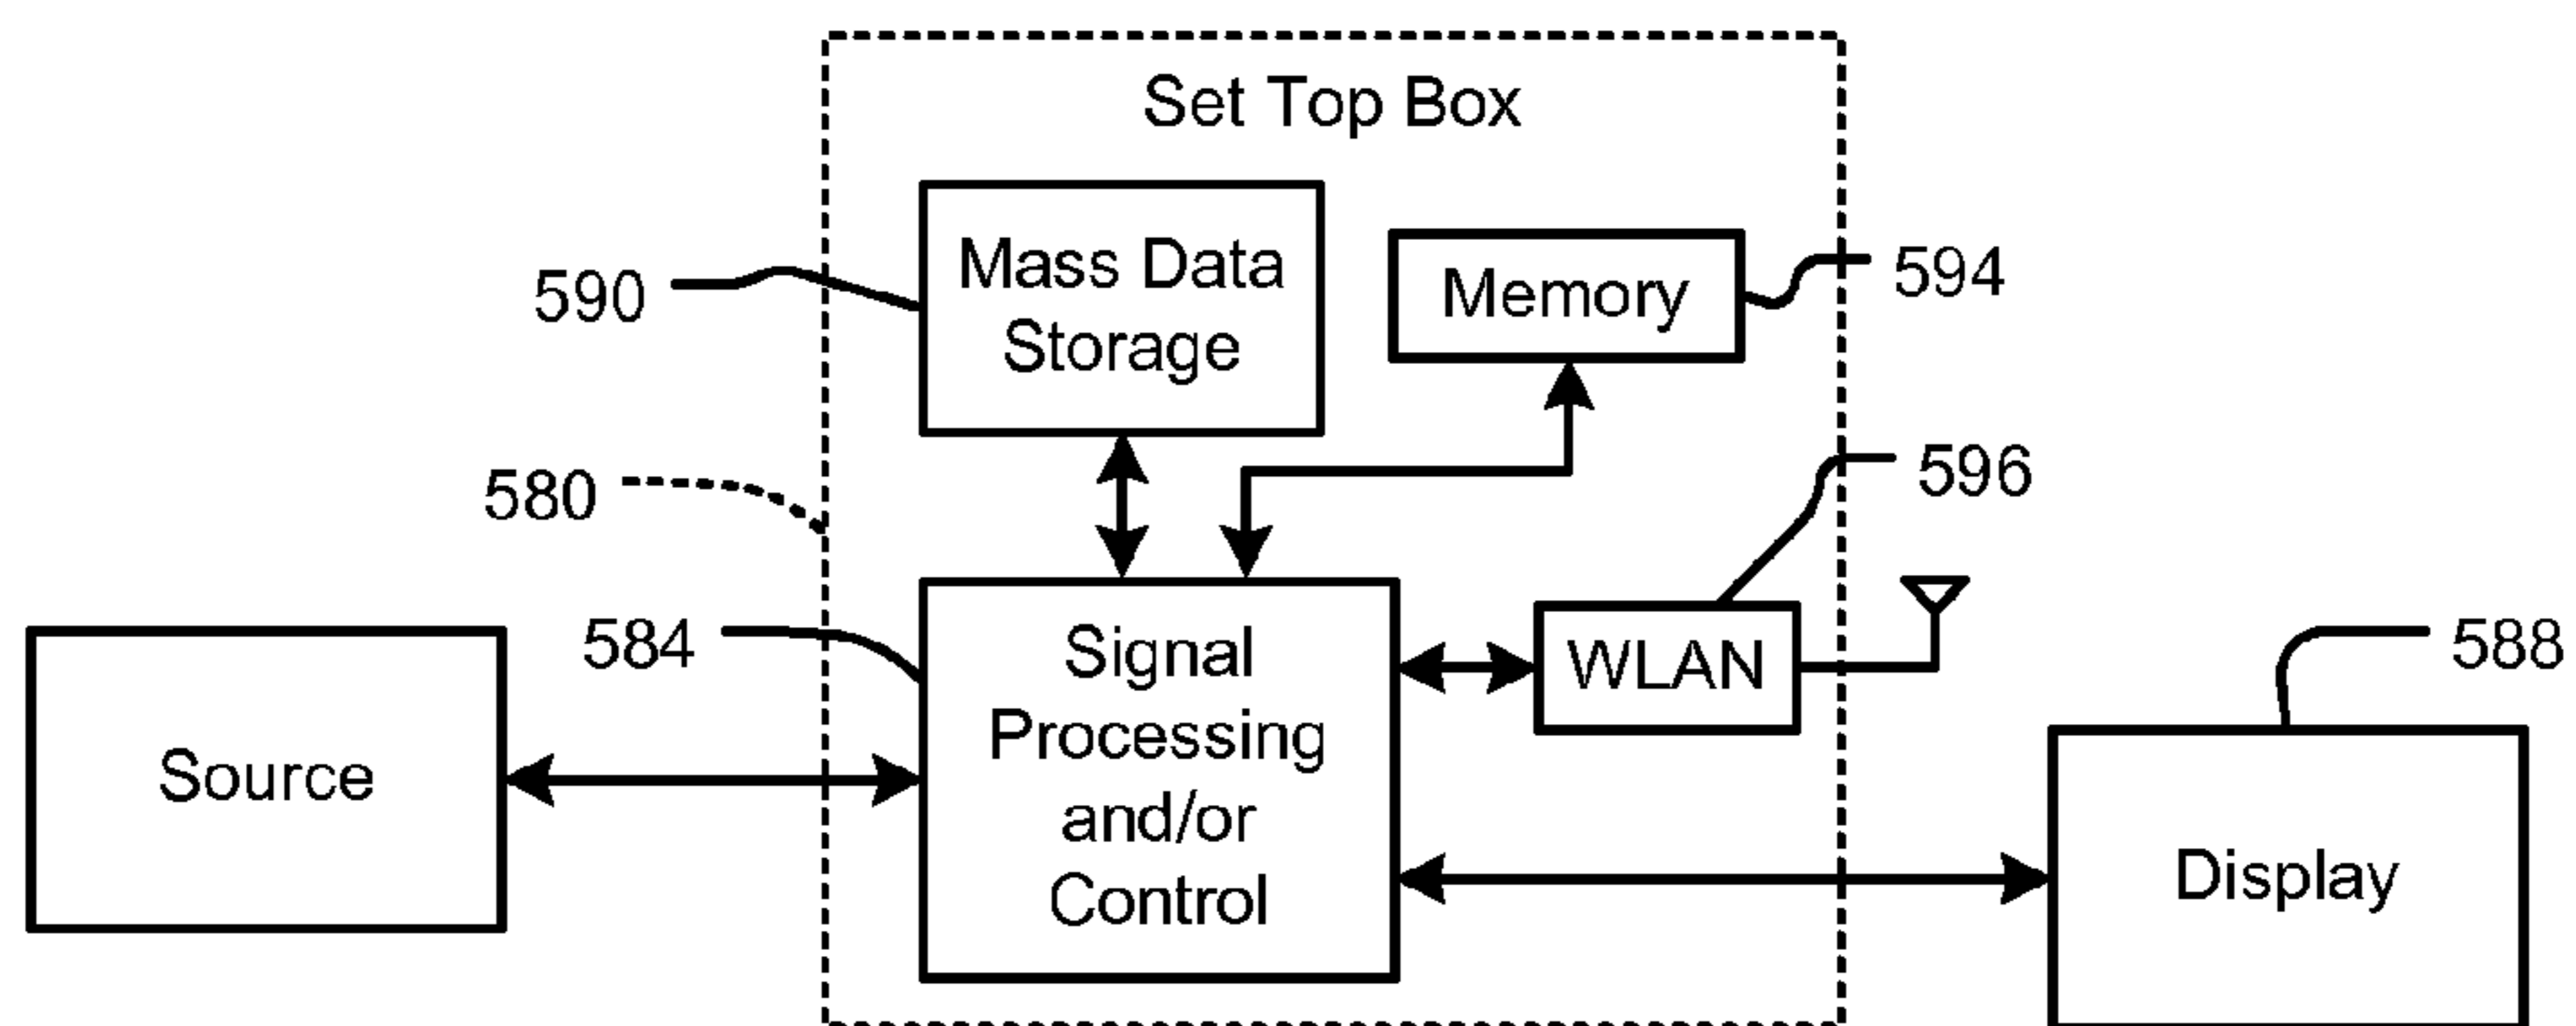 Set Top Box
Mass Data
Storage
Memory
590
594
580
596
584
Signal
Processing
and/or
Control
WLAN
588
Source
Display